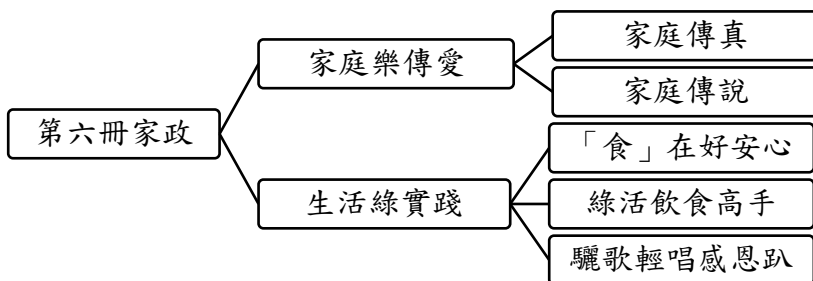 第六冊家政
家庭樂傳愛
家庭傳真
家庭傳說
生活綠實踐
「食」在好安心
綠活飲食高手
驪歌輕唱感恩趴